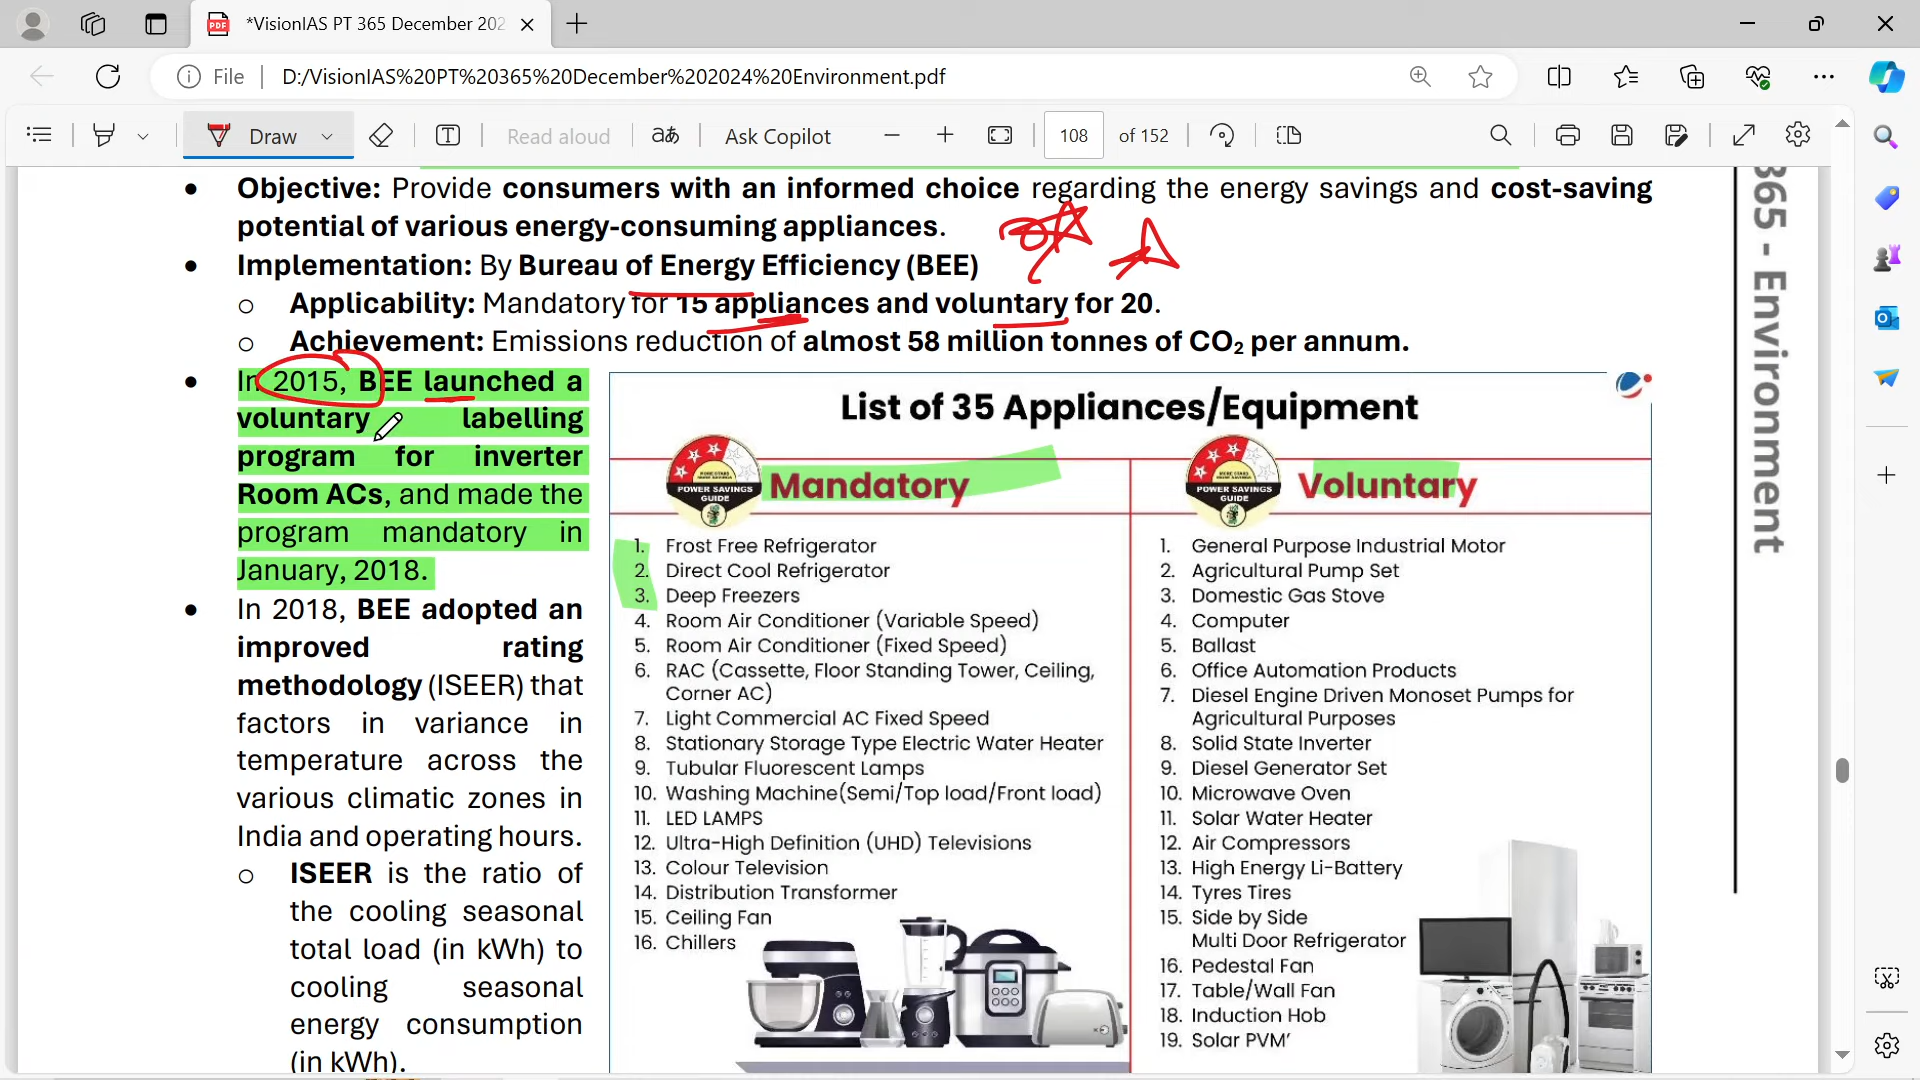 *VisionIAS PT 365 December 202
File
D:/VisionIAS%20PT%20365%20December%202024%20Environment.pdf
Draw
Read aloud
Ask Copilot
108 of 152
• Objective: Provide consumers with an informed choice regarding the energy savings and cost-saving
potential of various energy-consuming appliances.
• Implementation: By Bureau of Energy Efficiency (BEE)
o Applicability: Mandatory for 15 appliances and voluntary for 20.
o Achievement: Emissions reduction of almost 58 million tonnes of CO₂ per annum.
• In 2015, BEE launched a
voluntary labelling
program for inverter
Room ACs, and made the
program mandatory in
January, 2018.
• In 2018, BEE adopted an
improved rating
methodology (ISEER) that
factors in variance in
temperature across the
various climatic zones in
India and operating hours.
o ISEER is the ratio of
the cooling seasonal
total load (in kWh) to
cooling seasonal
energy consumption
(in kWh).
List of 35 Appliances/Equipment
POWER SAVINGS
GUIDE
Mandatory
1. Frost Free Refrigerator
2. Direct Cool Refrigerator
3. Deep Freezers
4. Room Air Conditioner (Variable Speed)
5. Room Air Conditioner (Fixed Speed)
6. RAC (Cassette, Floor Standing Tower, Ceiling,
Corner AC)
7. Light Commercial AC Fixed Speed
8. Stationary Storage Type Electric Water Heater
9. Tubular Fluorescent Lamps
10. Washing Machine(Semi/Top load/Front load)
11. LED LAMPS
12. Ultra-High Definition (UHD) Televisions
13. Colour Television
14. Distribution Transformer
15. Ceiling Fan
16. Chillers
POWER SAVINGS
GUIDE
Voluntary
1. General Purpose Industrial Motor
2. Agricultural Pump Set
3. Domestic Gas Stove
4. Computer
5. Ballast
6. Office Automation Products
7. Diesel Engine Driven Monoset Pumps for
Agricultural Purposes
8. Solid State Inverter
9. Diesel Generator Set
10. Microwave Oven
11. Solar Water Heater
12. Air Compressors
13. High Energy Li-Battery
14. Tyres Tires
15. Side by Side
Multi Door Refrigerator
16. Pedestal Fan
17. Table/Wall Fan
18. Induction Hob
19. Solar PVM'
365 - Environment